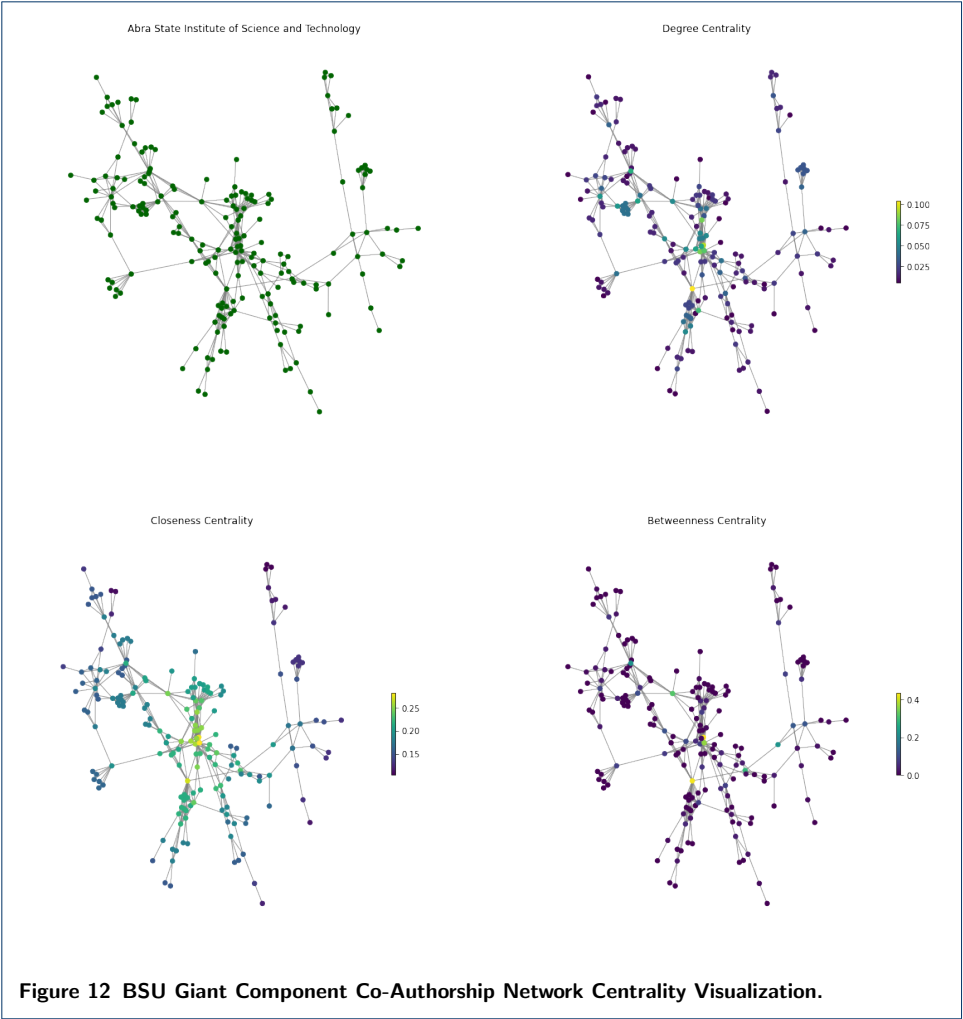 Abra State Institute of Science and Technology
Degree Centrality
0.100
0.075
0.050
0.025
Closeness Centrality
Betweenness Centrality
0.25
0.20
0.15
0.4
0.2
0.0
Figure 12 BSU Giant Component Co-Authorship Network Centrality Visualization.